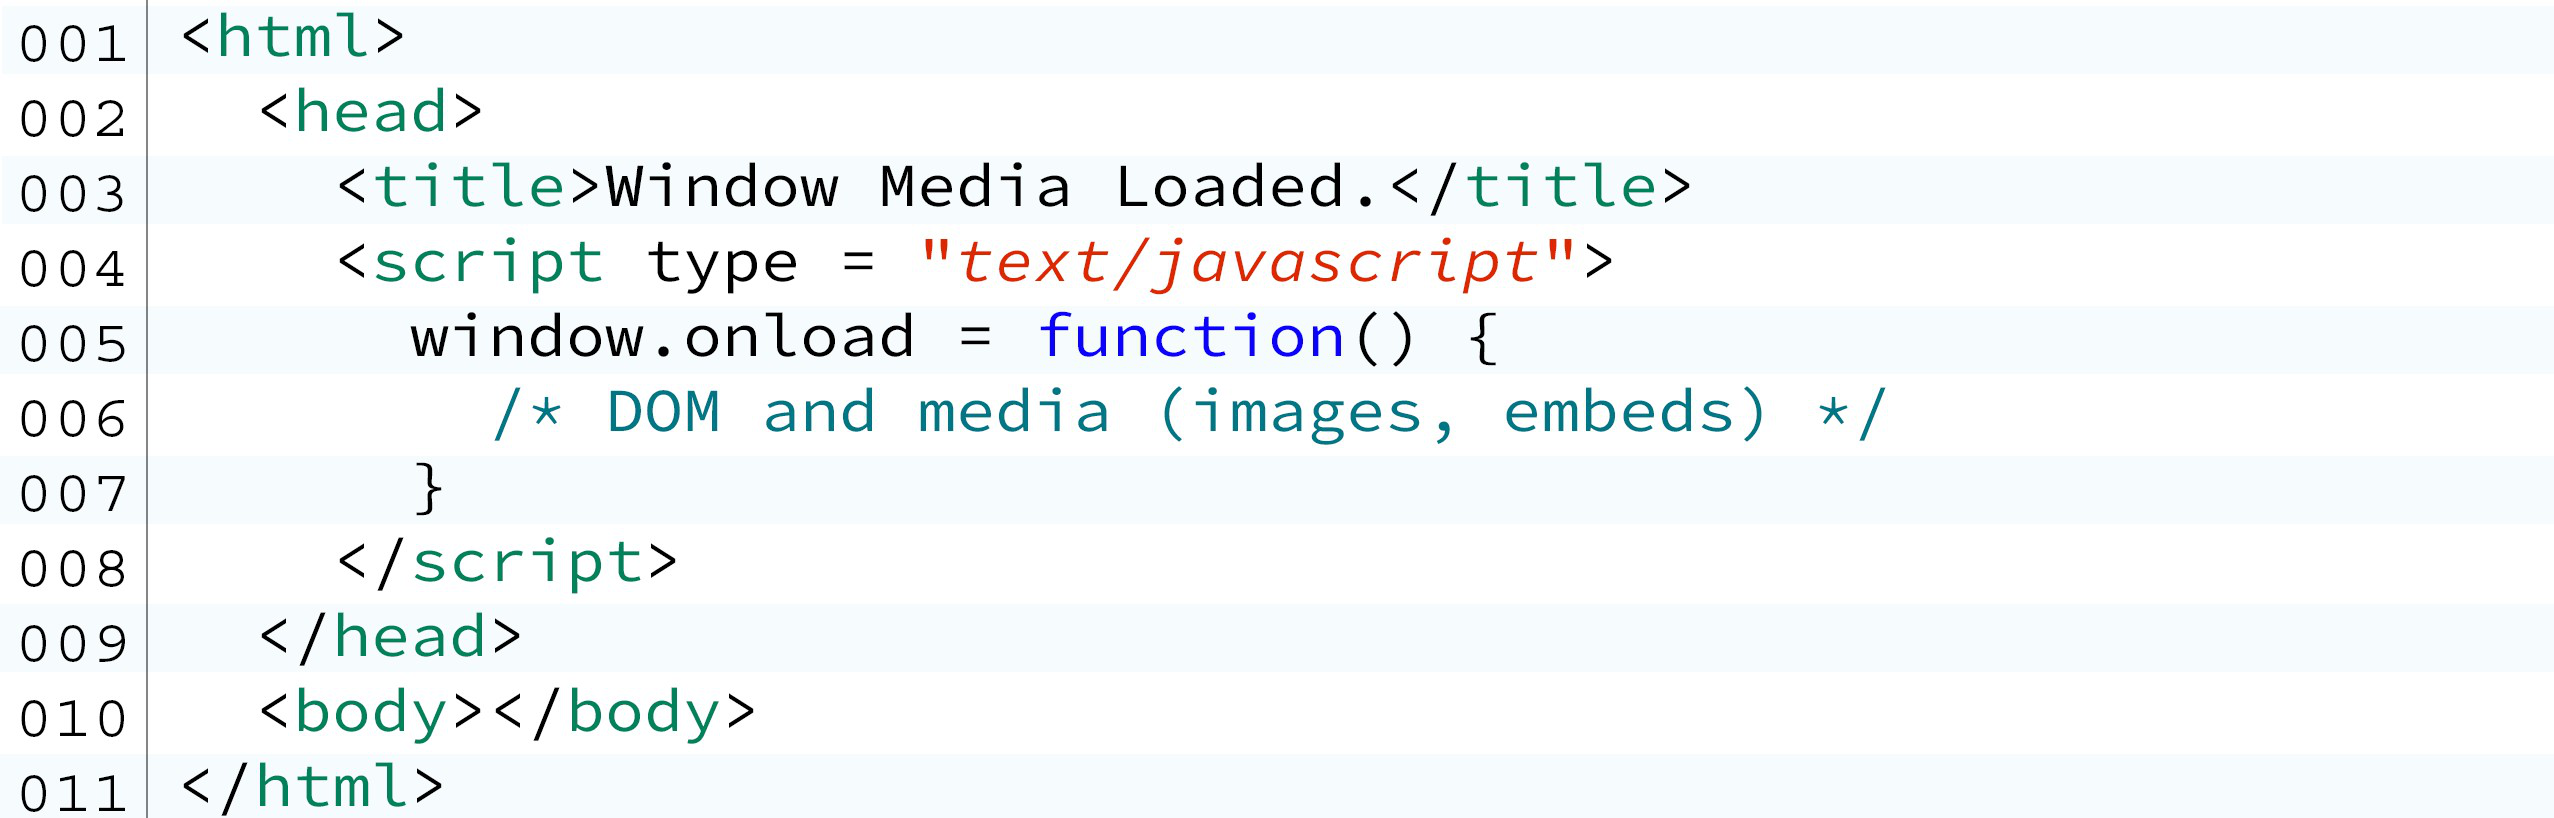 001 <html>
002   <head>
003     <title>Window Media Loaded.</title>
004     <script type = "text/javascript">
005       window.onload = function() {
006         /* DOM and media (images, embeds) */
007       }
008     </script>
009   </head>
010   <body></body>
011 </html>